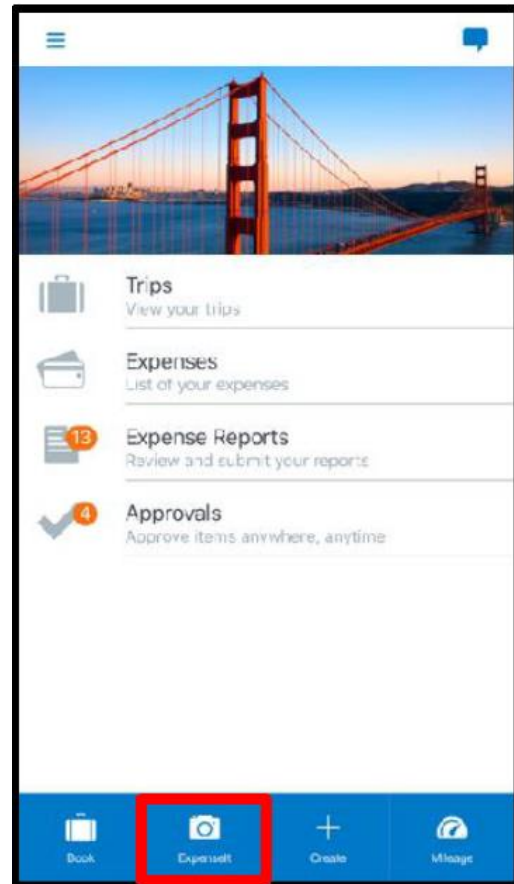 Trips
View your trips
Expenses
List of your expenses
13
Expense Reports
Review and submit your reports
4
Approvals
Approve items anywhere, anytime
Book
ExpenseIt
Create
Mileage